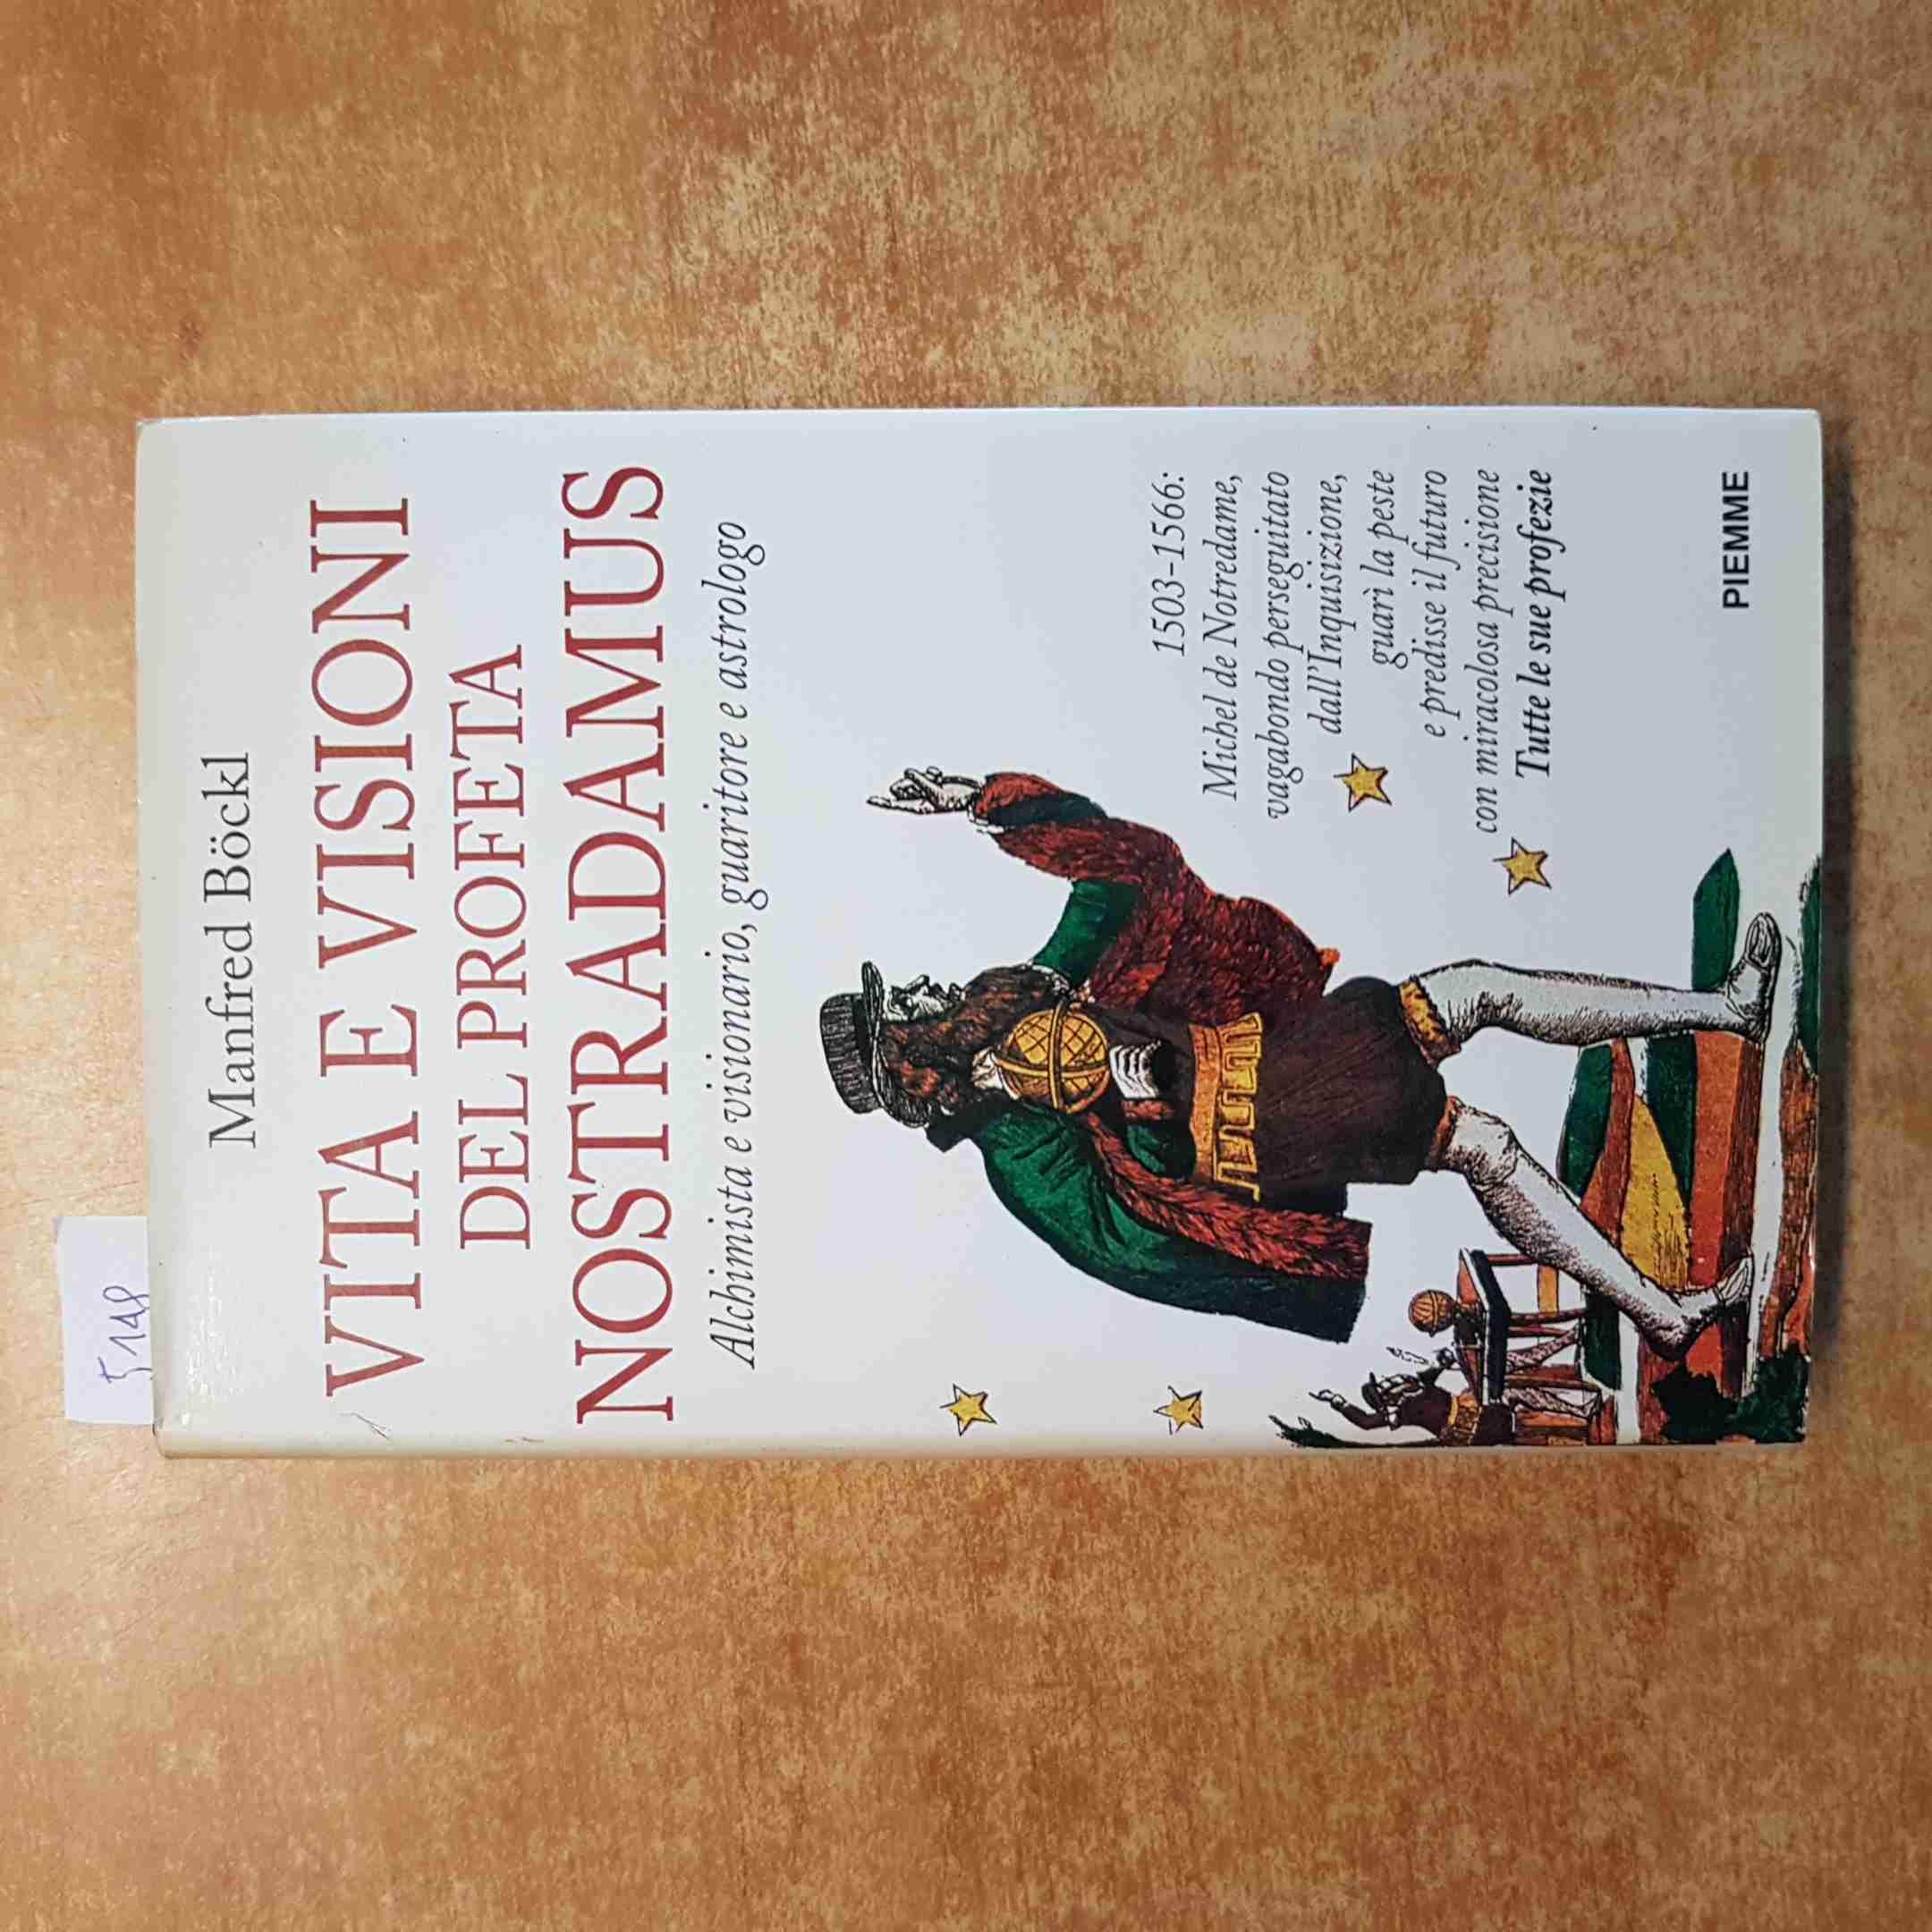 5148
Manfred Böckl
VITA E VISIONI
DEL PROFETA
NOSTRADAMUS
Alchimista e visionario, guaritore e astrologo
1503-1566:
Michel de Notredame,
vagabondo perseguitato
dall'Inquisizione,
guarì la peste
e predisse il futuro
con miracolosa precisione
Tutte le sue profezie
PIEMME